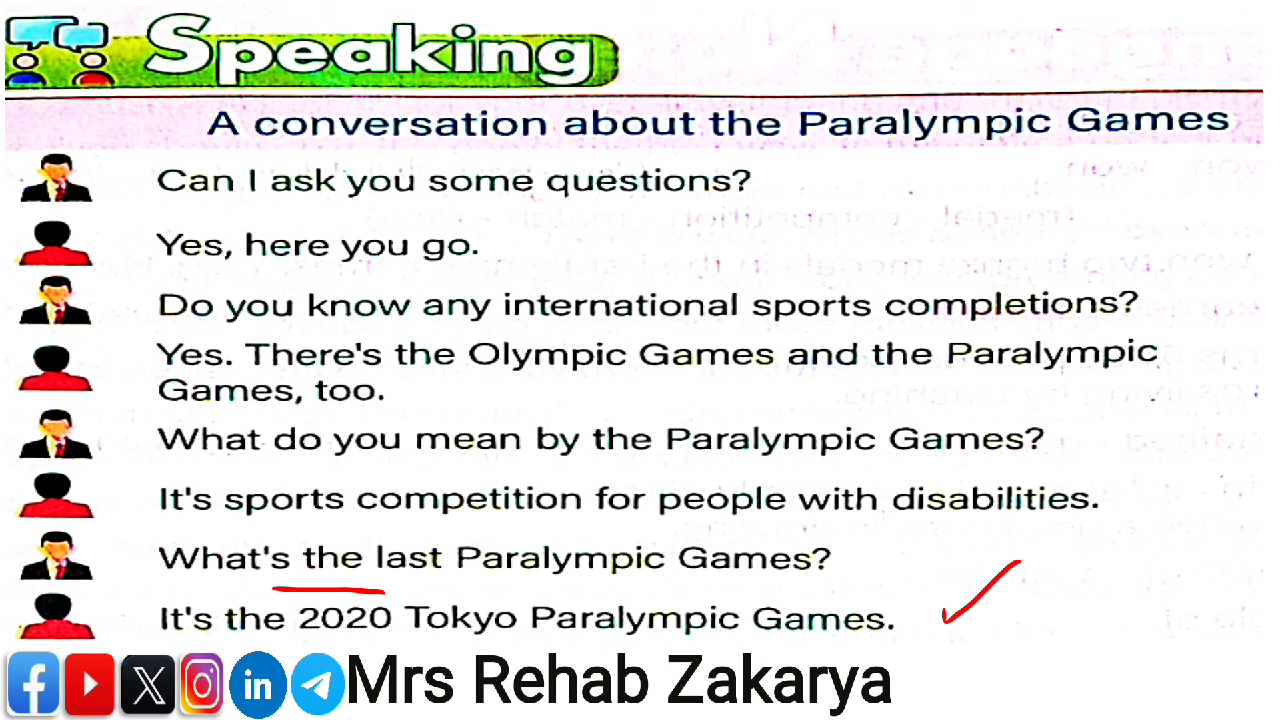 Speaking
A conversation about the Paralympic Games
Can I ask you some questions?
Yes, here you go.
Do you know any international sports completions?
Yes. There's the Olympic Games and the Paralympic
Games, too.
What do you mean by the Paralympic Games?
It's sports competition for people with disabilities.
What's the last Paralympic Games?
It's the 2020 Tokyo Paralympic Games.
Mrs Rehab Zakarya